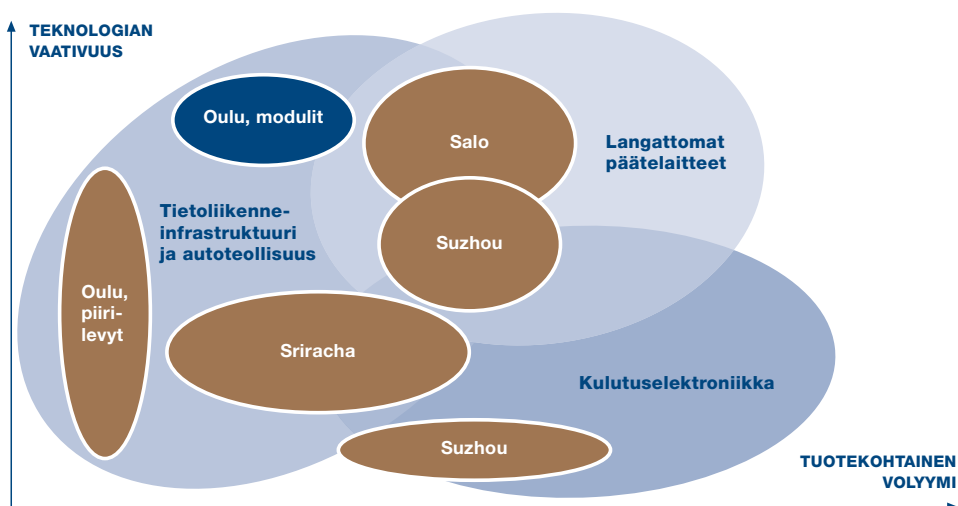 TEKNOLOGIAN
VAATIVUUS
Oulu, modulit
Salo
Langattomat
päätelaitteet
Tietoliikenne-
infrastruktuuri
ja autoteollisuus
Suzhou
Oulu,
piiri-
levyt
Sriracha
Kulutuselektroniikka
Suzhou
TUOTEKOHTAINEN
VOLYYMI